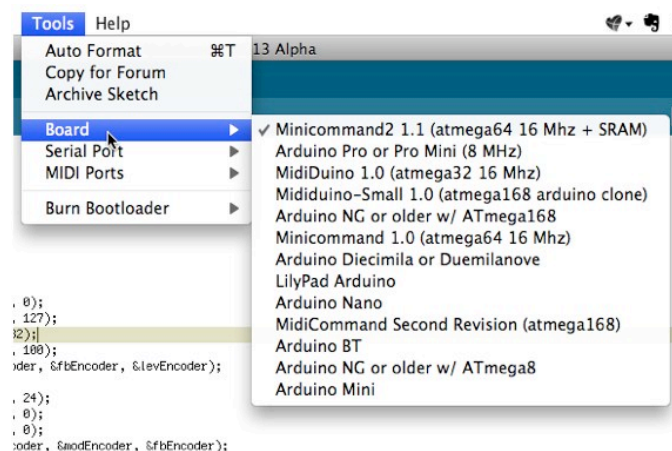 Tools Help
Auto Format ⌘T
13 Alpha
Copy for Forum
Archive Sketch
Board
Serial Port
MIDI Ports
Burn Bootloader
✓ Minicommand2 1.1 (atmega64 16 Mhz + SRAM)
Arduino Pro or Pro Mini (8 MHz)
MidiDuino 1.0 (atmega32 16 Mhz)
Mididuino-Small 1.0 (atmega168 arduino clone)
Arduino NG or older w/ ATmega168
Minicommand 1.0 (atmega64 16 Mhz)
Arduino Diecimila or Duemilanove
LilyPad Arduino
Arduino Nano
MidiCommand Second Revision (atmega168)
Arduino BT
Arduino NG or older w/ ATmega8
Arduino Mini
, 0);
, 127);
32);
, 100);
oder, &fbEncoder, &levEncoder);
, 24);
, 0);
, 0);
coder, &modEncoder, &fbEncoder);